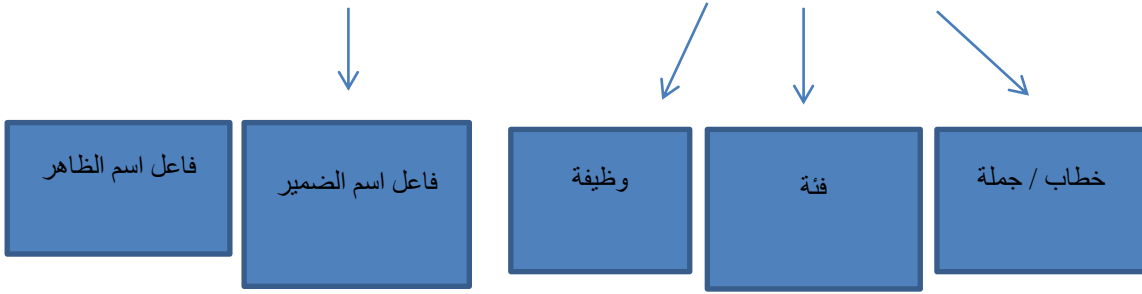 خطاب / جملة
فئة
وظيفة
فاعل اسم الضمير
فاعل اسم الظاهر